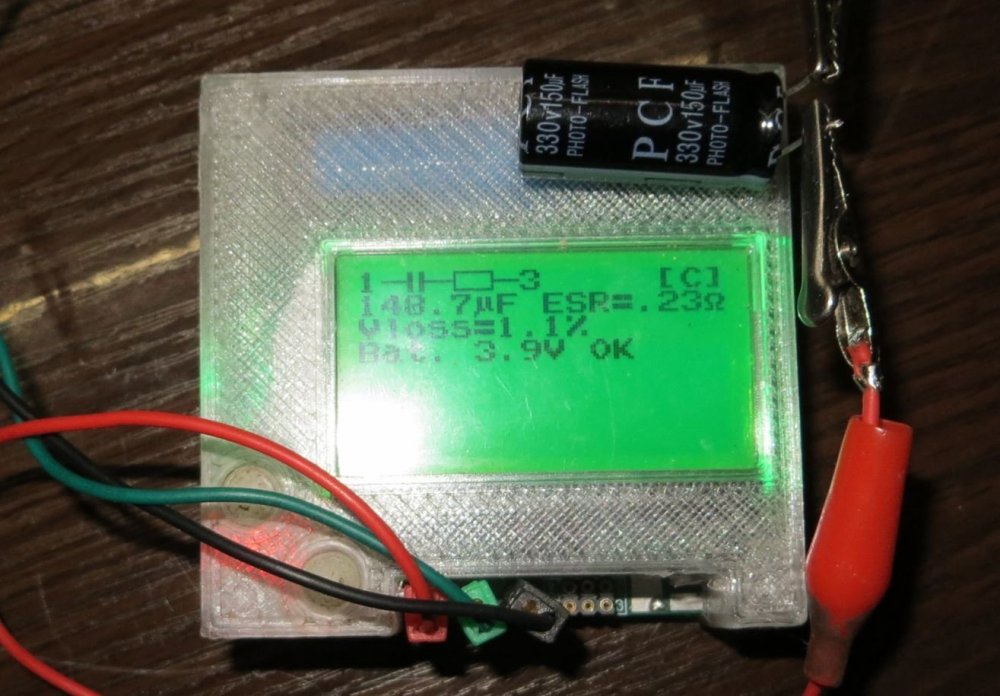 330v150µF
PHOTO-FLASH
PCF
330v150µF
PHOTO-FLASH
1 3 [C]
140.7µF ESR=.23Ω
Vloss=1.1%
Bat. 3.9V OK
3